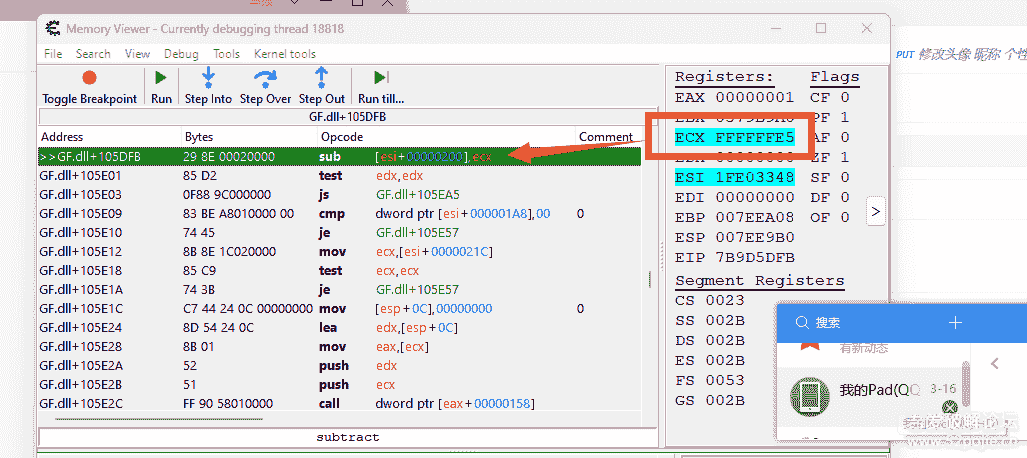 Memory Viewer - Currently debugging thread 18818
File Search View Debug Tools Kernel tools
Toggle Breakpoint Run Step Into Step Over Step Out Run till...
GF.dll+105DFB
Address Bytes Opcode Comment
>>GF.dll+105DFB 29 8E 00020000 sub [esi+00000200],ecx
GF.dll+105E01 85 D2 test edx,edx
GF.dll+105E03 0F88 9C000000 js GF.dll+105EA5
GF.dll+105E09 83 BE A8010000 00 cmp dword ptr [esi+000001A8],00 0
GF.dll+105E10 74 45 je GF.dll+105E57
GF.dll+105E12 8B 8E 1C020000 mov ecx,[esi+0000021C]
GF.dll+105E18 85 C9 test ecx,ecx
GF.dll+105E1A 74 3B je GF.dll+105E57
GF.dll+105E1C C7 44 24 0C 00000000 mov [esp+0C],00000000 0
GF.dll+105E24 8D 54 24 0C lea edx,[esp+0C]
GF.dll+105E28 8B 01 mov eax,[ecx]
GF.dll+105E2A 52 push edx
GF.dll+105E2B 51 push ecx
GF.dll+105E2C FF 90 58010000 call dword ptr [eax+00000158]
subtract
Registers: Flags
EAX 00000001 CF 0
PF 1
ECX FFFFFFE5 AF 0
ZF 1
ESI 1FE03348 SF 0
EDI 00000000 DF 0
EBP 007EEA08 OF 0
ESP 007EE9B0
EIP 7B9D5DFB
Segment Registers
CS 0023
SS 002B
DS 002B
ES 002B
FS 0053
GS 002B
>
PUT 修改头像 昵称 个性
搜索
有新动态
我的Pad(QQ 3-16